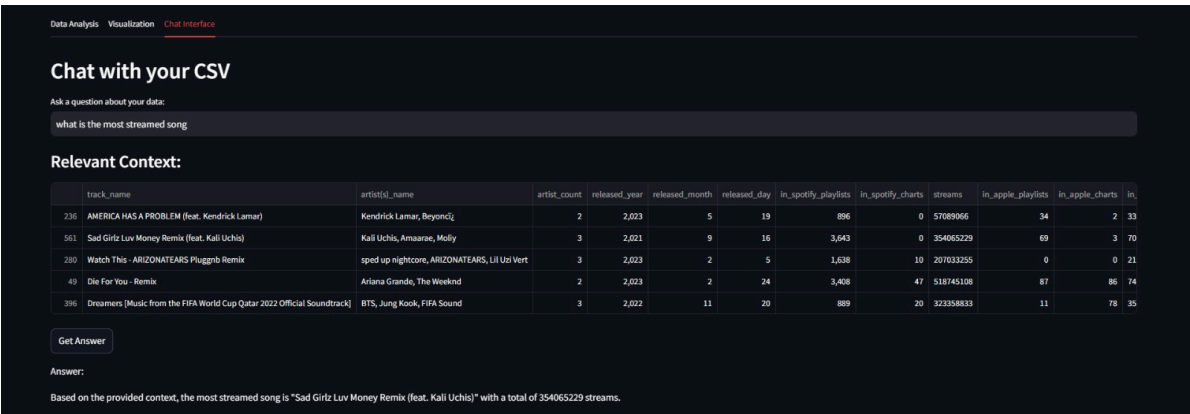 Data Analysis Visualization Chat Interface
Chat with your CSV
Ask a question about your data:
what is the most streamed song
Relevant Context:
track_name artist(s)_name artist_count released_year released_month released_day in_spotify_playlists in_spotify_charts streams in_apple_playlists in_apple_charts in_
236 AMERICA HAS A PROBLEM (feat. Kendrick Lamar) Kendrick Lamar, Beyoncï¿ 2 2,023 5 19 896 0 57089066 34 2 33
561 Sad Girlz Luv Money Remix (feat. Kali Uchis) Kali Uchis, Amaarae, Moliy 3 2,021 9 16 3,643 0 354065229 69 3 70
280 Watch This - ARIZONATEARS Pluggnb Remix sped up nightcore, ARIZONATEARS, Lil Uzi Vert 3 2,023 2 5 1,638 10 207033255 0 0 21
49 Die For You - Remix Ariana Grande, The Weeknd 2 2,023 2 24 3,408 47 518745108 87 86 74
396 Dreamers [Music from the FIFA World Cup Qatar 2022 Official Soundtrack] BTS, Jung Kook, FIFA Sound 3 2,022 11 20 889 20 323358833 11 78 35
Get Answer
Answer:
Based on the provided context, the most streamed song is "Sad Girlz Luv Money Remix (feat. Kali Uchis)" with a total of 354065229 streams.